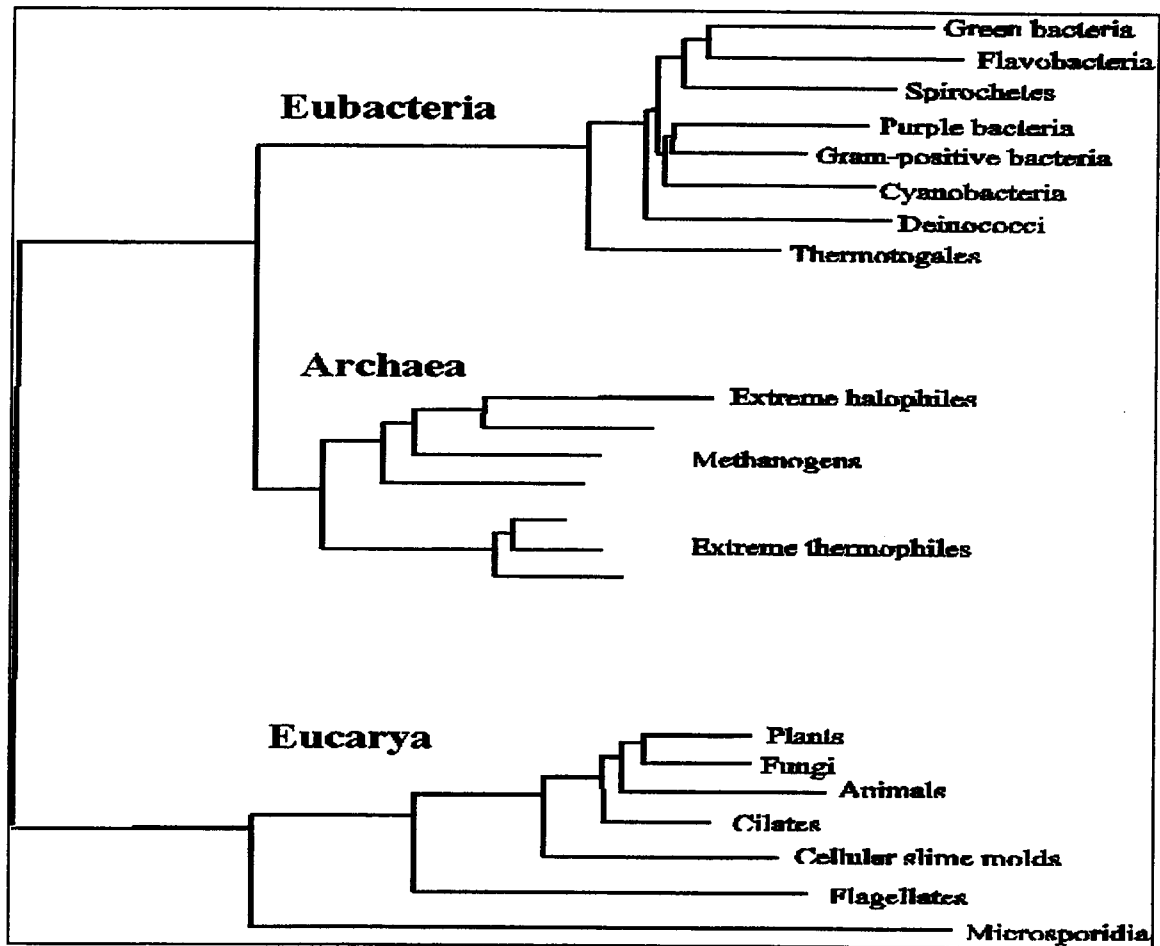 Green bacteria
Flavobacteria
Eubacteria
Spirochetes
Purple bacteria
Gram-positive bacteria
Cyanobacteria
Deinococci
Thermotogales
Archaea
Extreme halophiles
Methanogens
Extreme thermophiles
Eucarya
Plants
Fungi
Animals
Cilates
Cellular slime molds
Flagellates
Microsporidia